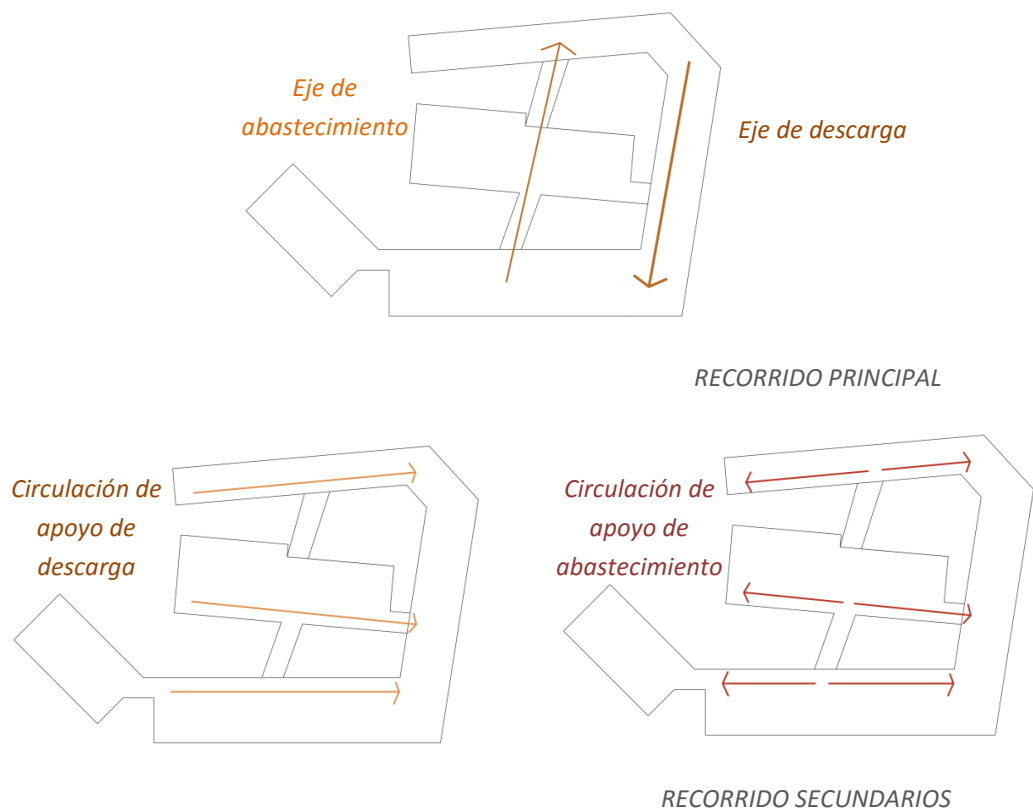 Eje de
abastecimiento
Eje de descarga
RECORRIDO PRINCIPAL
Circulación de
apoyo de
descarga
Circulación de
apoyo de
abastecimiento
RECORRIDO SECUNDARIOS